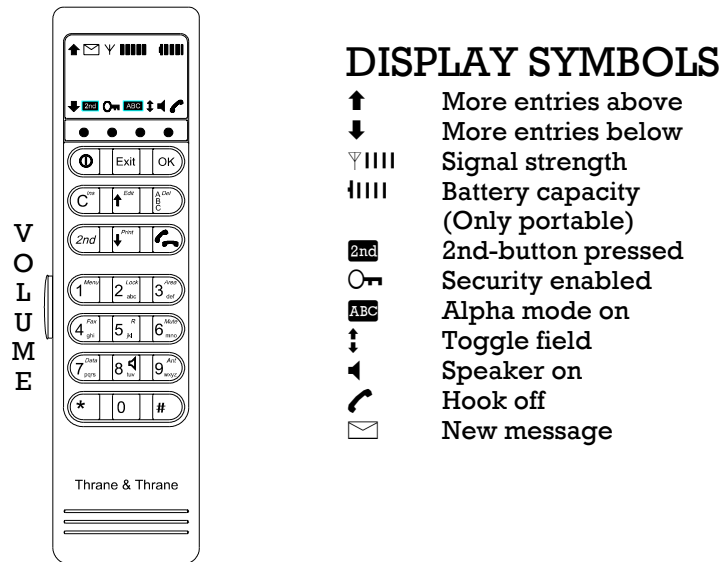 2nd ABC
Exit OK
C Ins Edit A B C Del
2nd Print
1 Menu 2 Lock abc 3 Area def
4 Fax ghi 5 R jkl 6 Mute mno
7 Data pqrs 8 tuv 9 Ant wxyz
* 0 #
Thrane & Thrane
VOLUME
DISPLAY SYMBOLS
More entries above
More entries below
Signal strength
Battery capacity
(Only portable)
2nd 2nd-button pressed
Security enabled
ABC Alpha mode on
Toggle field
Speaker on
Hook off
New message